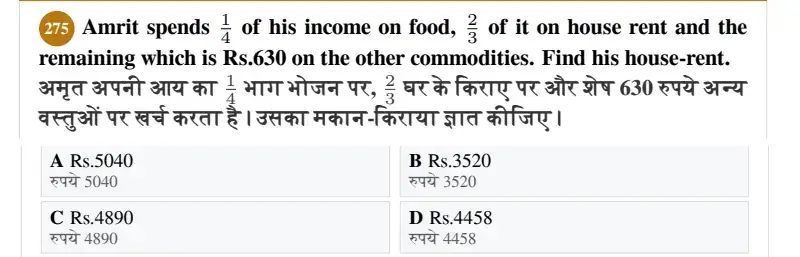 275 Amrit spends 1/4 of his income on food, 2/3 of it on house rent and the
remaining which is Rs.630 on the other commodities. Find his house-rent.
अमृत अपनी आय का 1/4 भाग भोजन पर, 2/3 घर के किराए पर और शेष 630 रुपये अन्य
वस्तुओं पर खर्च करता है। उसका मकान-किराया ज्ञात कीजिए।
A Rs.5040
रुपये 5040
B Rs.3520
रुपये 3520
C Rs.4890
रुपये 4890
D Rs.4458
रुपये 4458